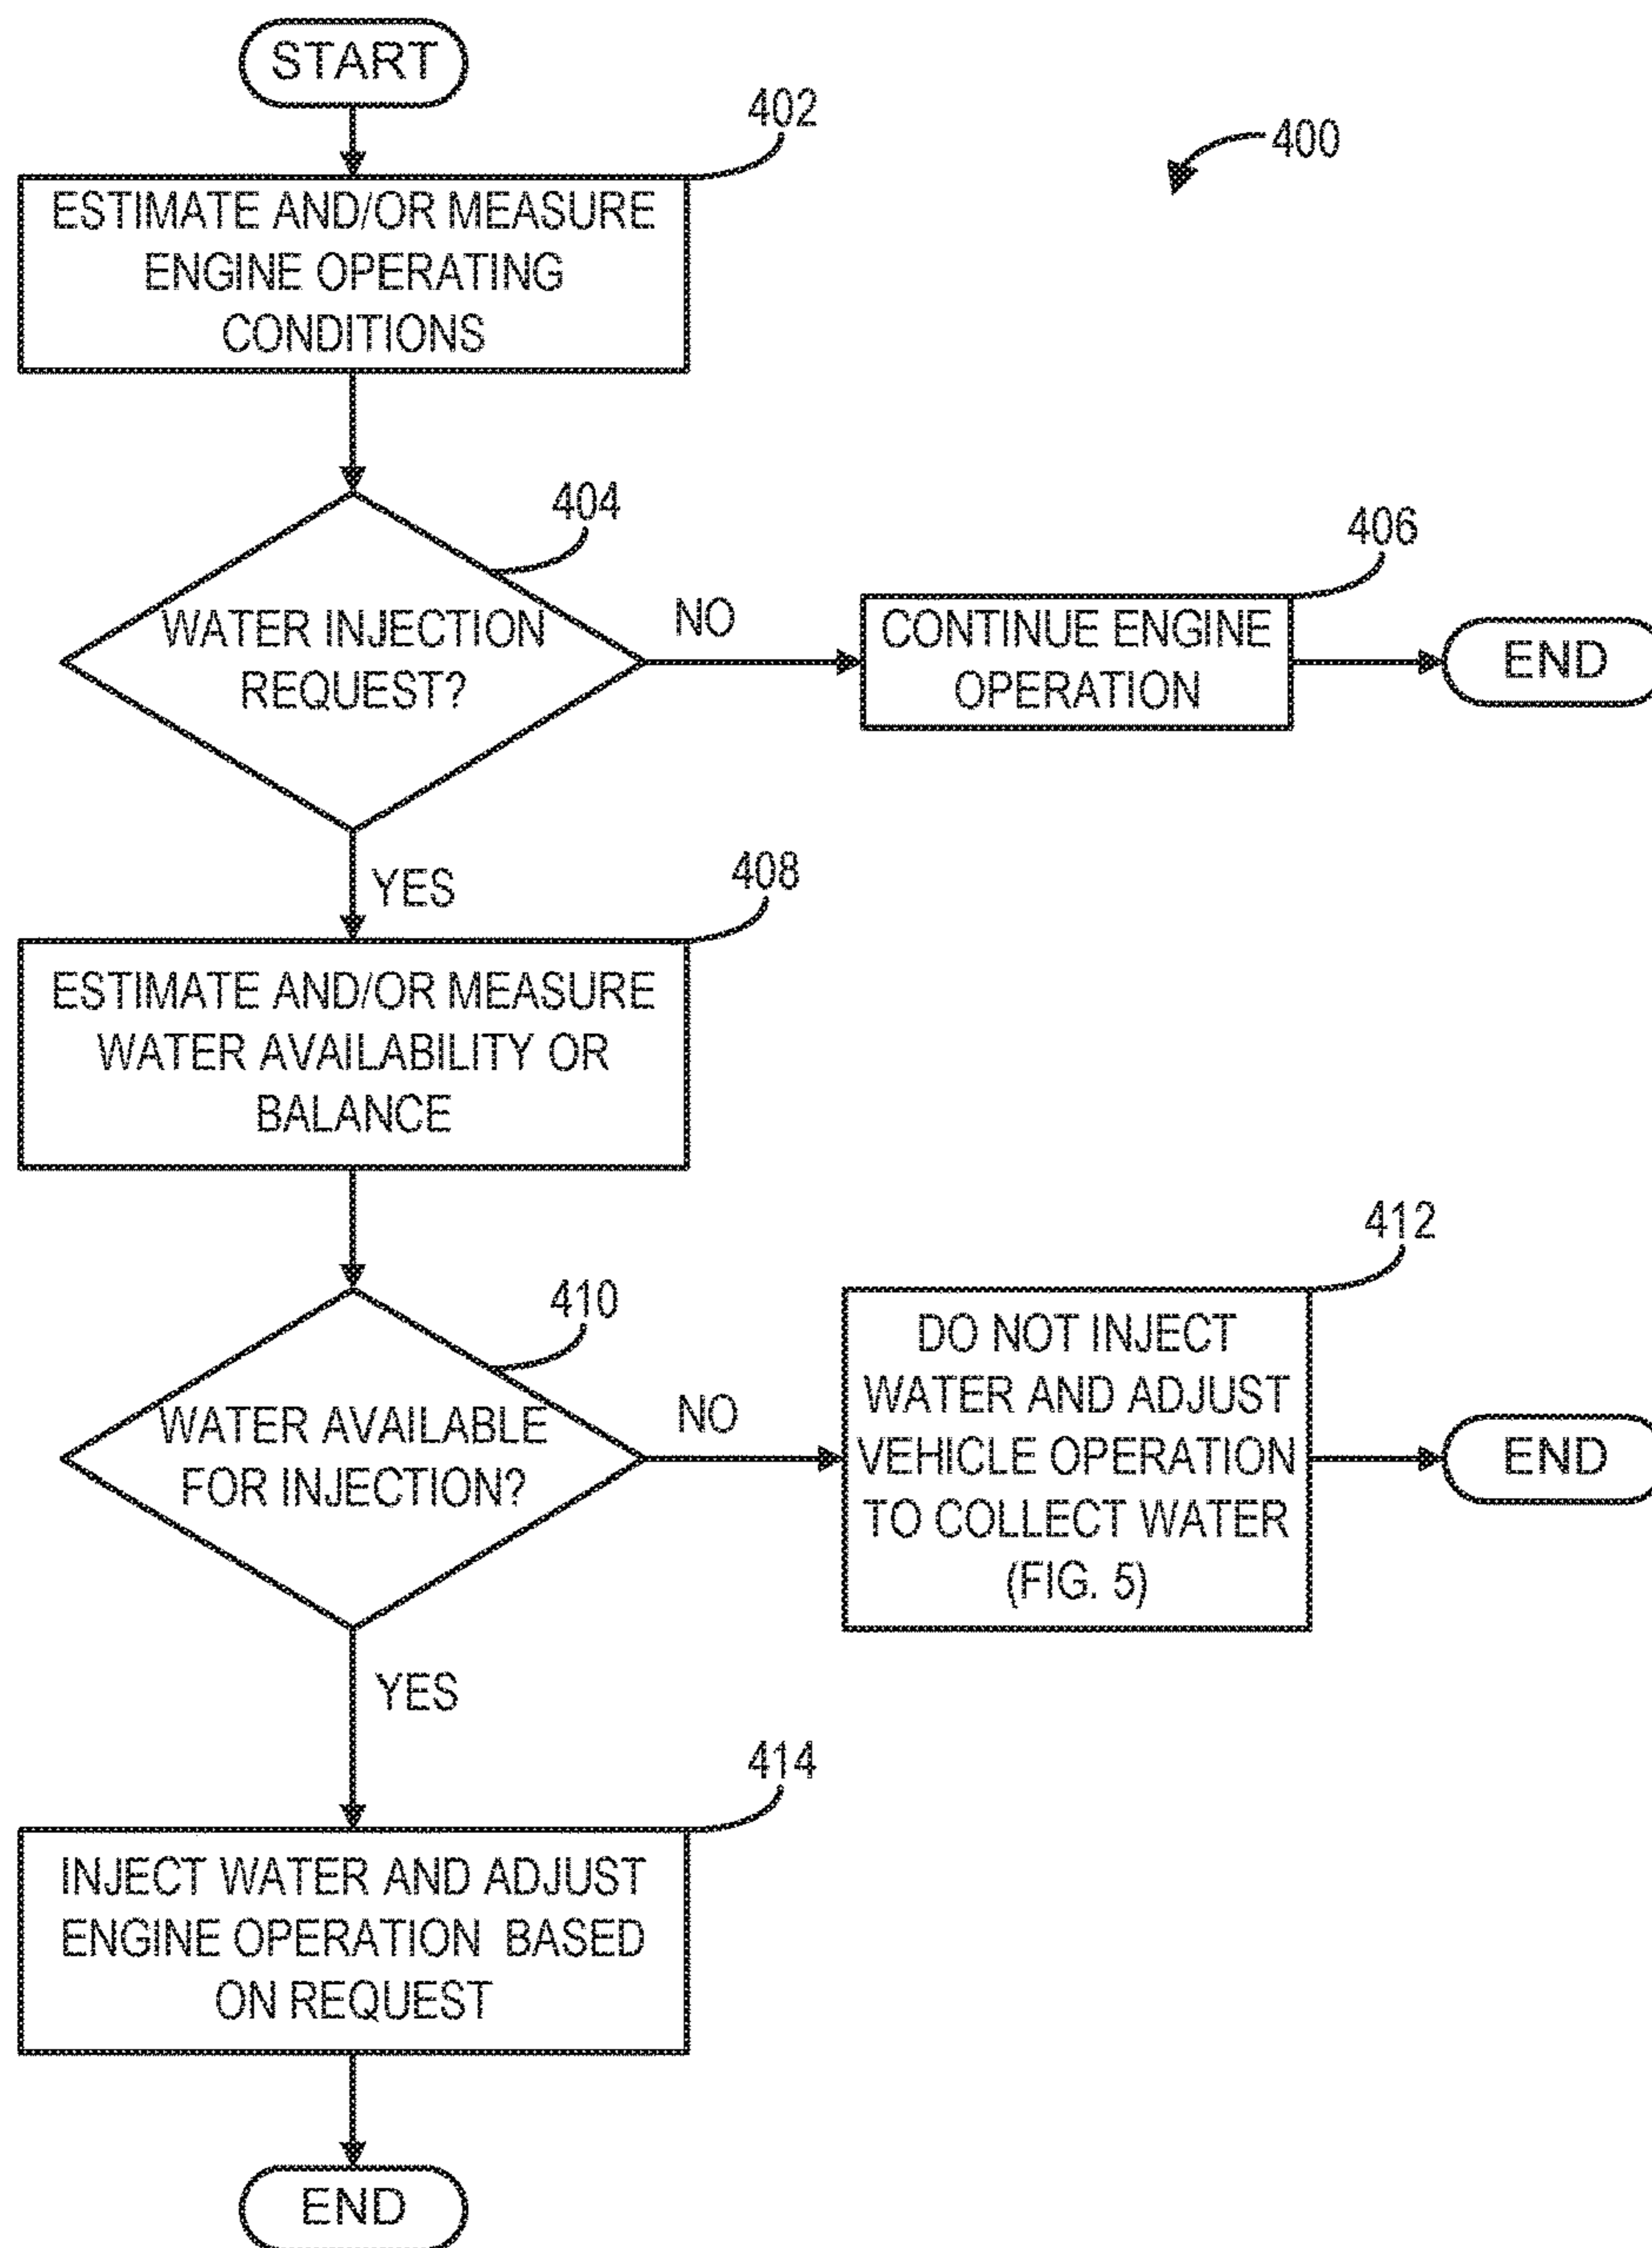 START
402
400
ESTIMATE AND/OR MEASURE
ENGINE OPERATING
CONDITIONS
404
WATER INJECTION
REQUEST?
NO
406
CONTINUE ENGINE
OPERATION
END
YES
408
ESTIMATE AND/OR MEASURE
WATER AVAILABILITY OR
BALANCE
410
WATER AVAILABLE
FOR INJECTION?
NO
412
DO NOT INJECT
WATER AND ADJUST
VEHICLE OPERATION
TO COLLECT WATER
(FIG. 5)
END
YES
414
INJECT WATER AND ADJUST
ENGINE OPERATION BASED
ON REQUEST
END